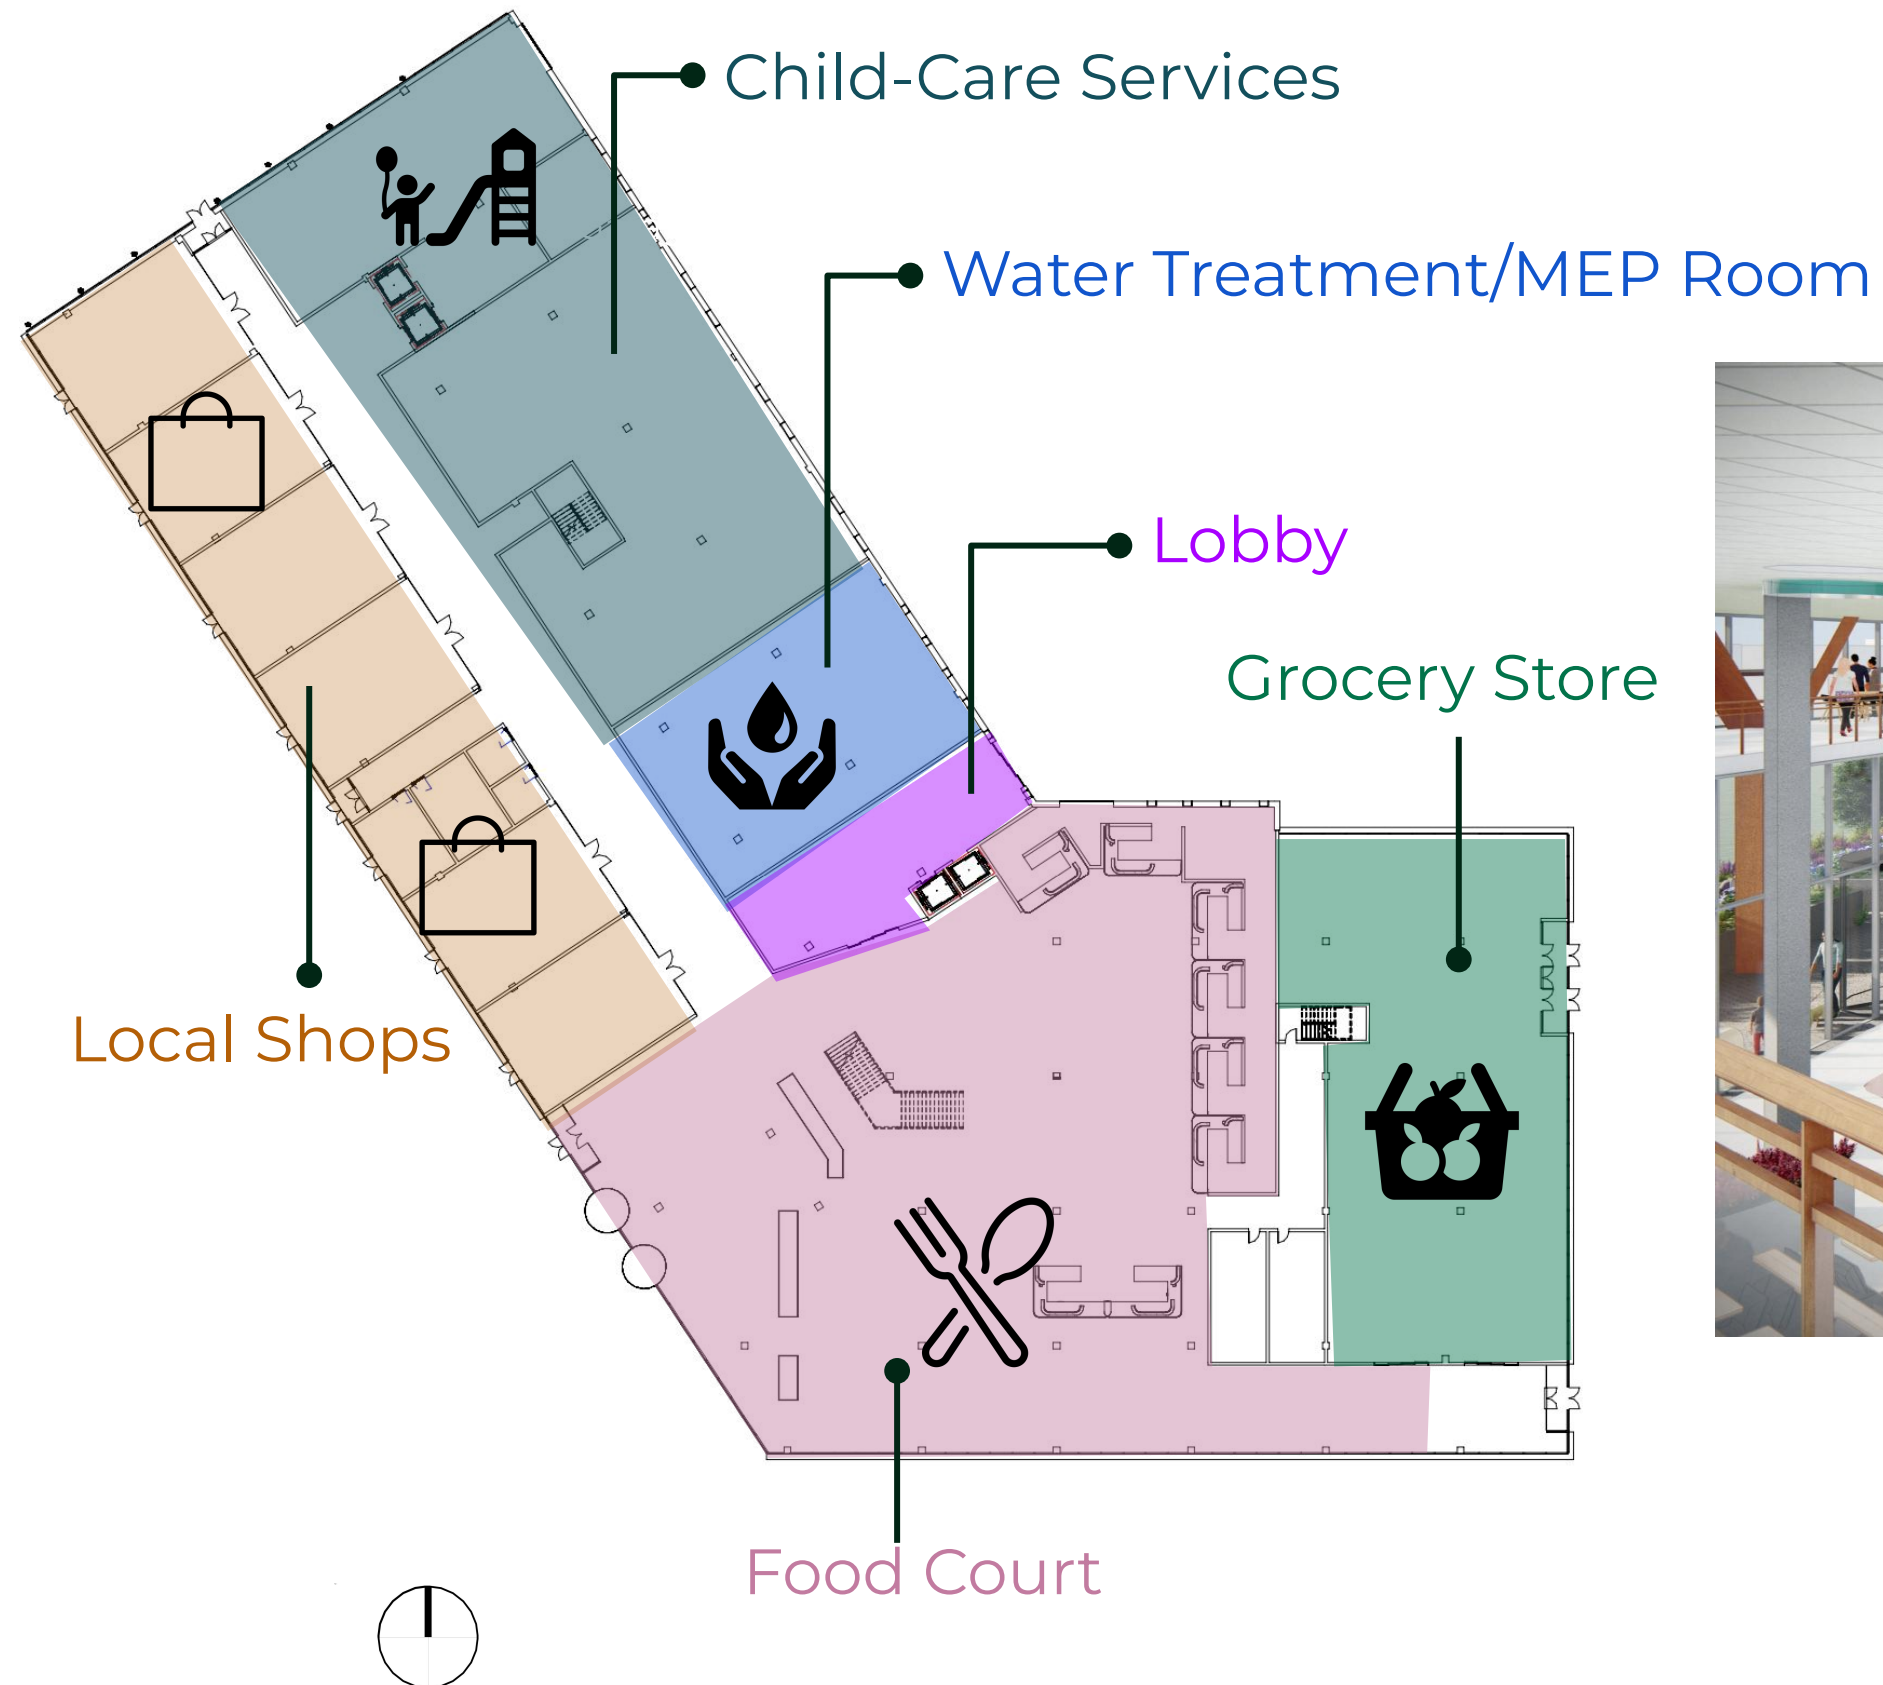 Child-Care Services
Water Treatment/MEP Room
Lobby
Grocery Store
Local Shops
Food Court